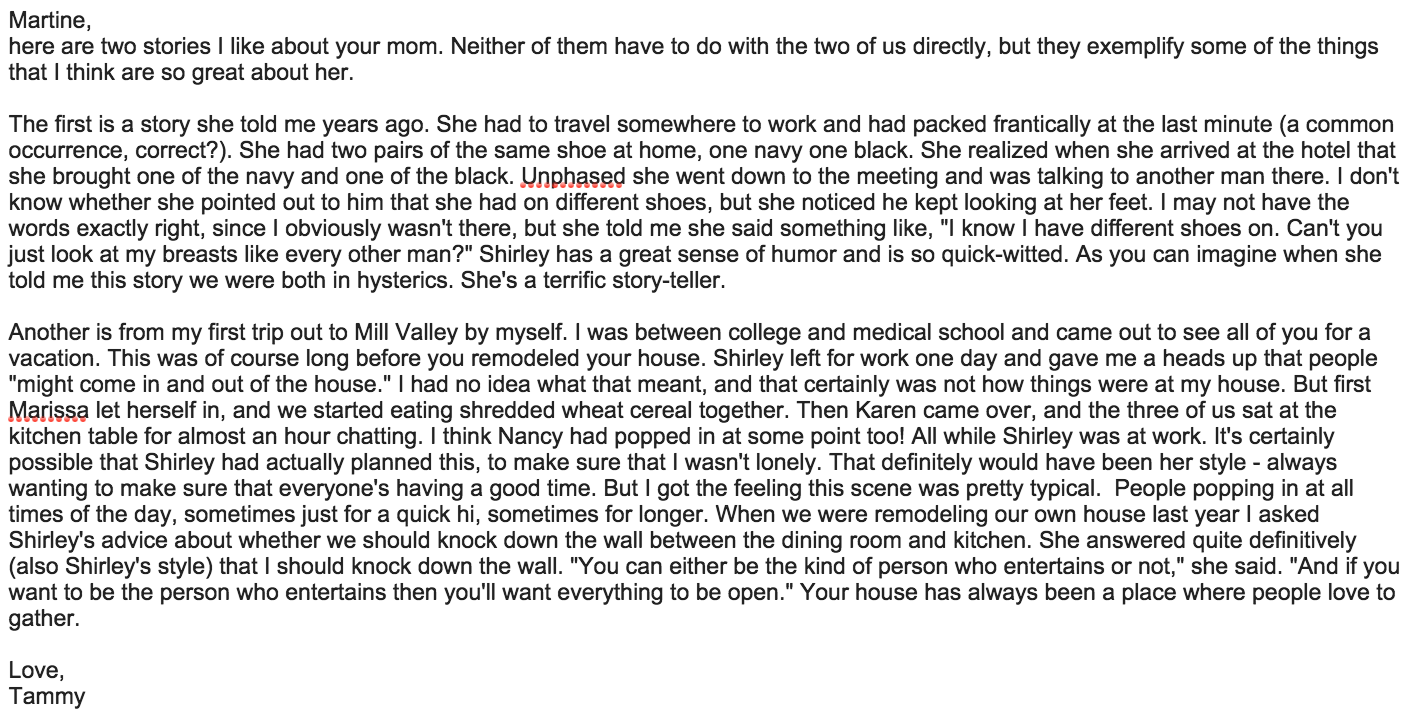 Martine,
here are two stories I like about your mom. Neither of them have to do with the two of us directly, but they exemplify some of the things
that I think are so great about her.
The first is a story she told me years ago. She had to travel somewhere to work and had packed frantically at the last minute (a common
occurrence, correct?). She had two pairs of the same shoe at home, one navy one black. She realized when she arrived at the hotel that
she brought one of the navy and one of the black. Unphased she went down to the meeting and was talking to another man there. I don't
know whether she pointed out to him that she had on different shoes, but she noticed he kept looking at her feet. I may not have the
words exactly right, since I obviously wasn't there, but she told me she said something like, "I know I have different shoes on. Can't you
just look at my breasts like every other man?" Shirley has a great sense of humor and is so quick-witted. As you can imagine when she
told me this story we were both in hysterics. She's a terrific story-teller.
Another is from my first trip out to Mill Valley by myself. I was between college and medical school and came out to see all of you for a
vacation. This was of course long before you remodeled your house. Shirley left for work one day and gave me a heads up that people
"might come in and out of the house." I had no idea what that meant, and that certainly was not how things were at my house. But first
Marissa let herself in, and we started eating shredded wheat cereal together. Then Karen came over, and the three of us sat at the
kitchen table for almost an hour chatting. I think Nancy had popped in at some point too! All while Shirley was at work. It's certainly
possible that Shirley had actually planned this, to make sure that I wasn't lonely. That definitely would have been her style - always
wanting to make sure that everyone's having a good time. But I got the feeling this scene was pretty typical.  People popping in at all
times of the day, sometimes just for a quick hi, sometimes for longer. When we were remodeling our own house last year I asked
Shirley's advice about whether we should knock down the wall between the dining room and kitchen. She answered quite definitively
(also Shirley's style) that I should knock down the wall. "You can either be the kind of person who entertains or not," she said. "And if you
want to be the person who entertains then you'll want everything to be open." Your house has always been a place where people love to
gather.
Love,
Tammy